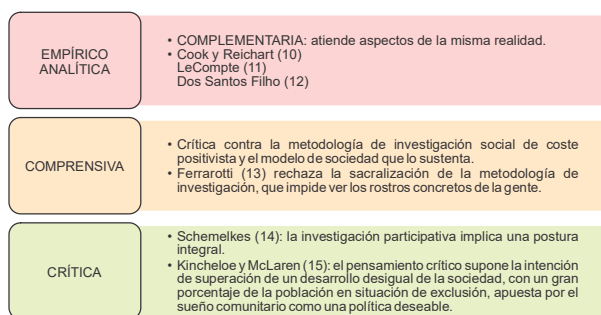 EMPÍRICO
ANALÍTICA
• COMPLEMENTARIA: atiende aspectos de la misma realidad.
• Cook y Reichart (10)
LeCompte (11)
Dos Santos Filho (12)
COMPRENSIVA
• Crítica contra la metodología de investigación social de coste
positivista y el modelo de sociedad que lo sustenta.
• Ferrarotti (13) rechaza la sacralización de la metodología de
investigación, que impide ver los rostros concretos de la gente.
CRÍTICA
• Schemelkes (14): la investigación participativa implica una postura
integral.
• Kincheloe y McLaren (15): el pensamiento crítico supone la intención
de superación de un desarrollo desigual de la sociedad, con un gran
porcentaje de la población en situación de exclusión, apuesta por el
sueño comunitario como una política deseable.